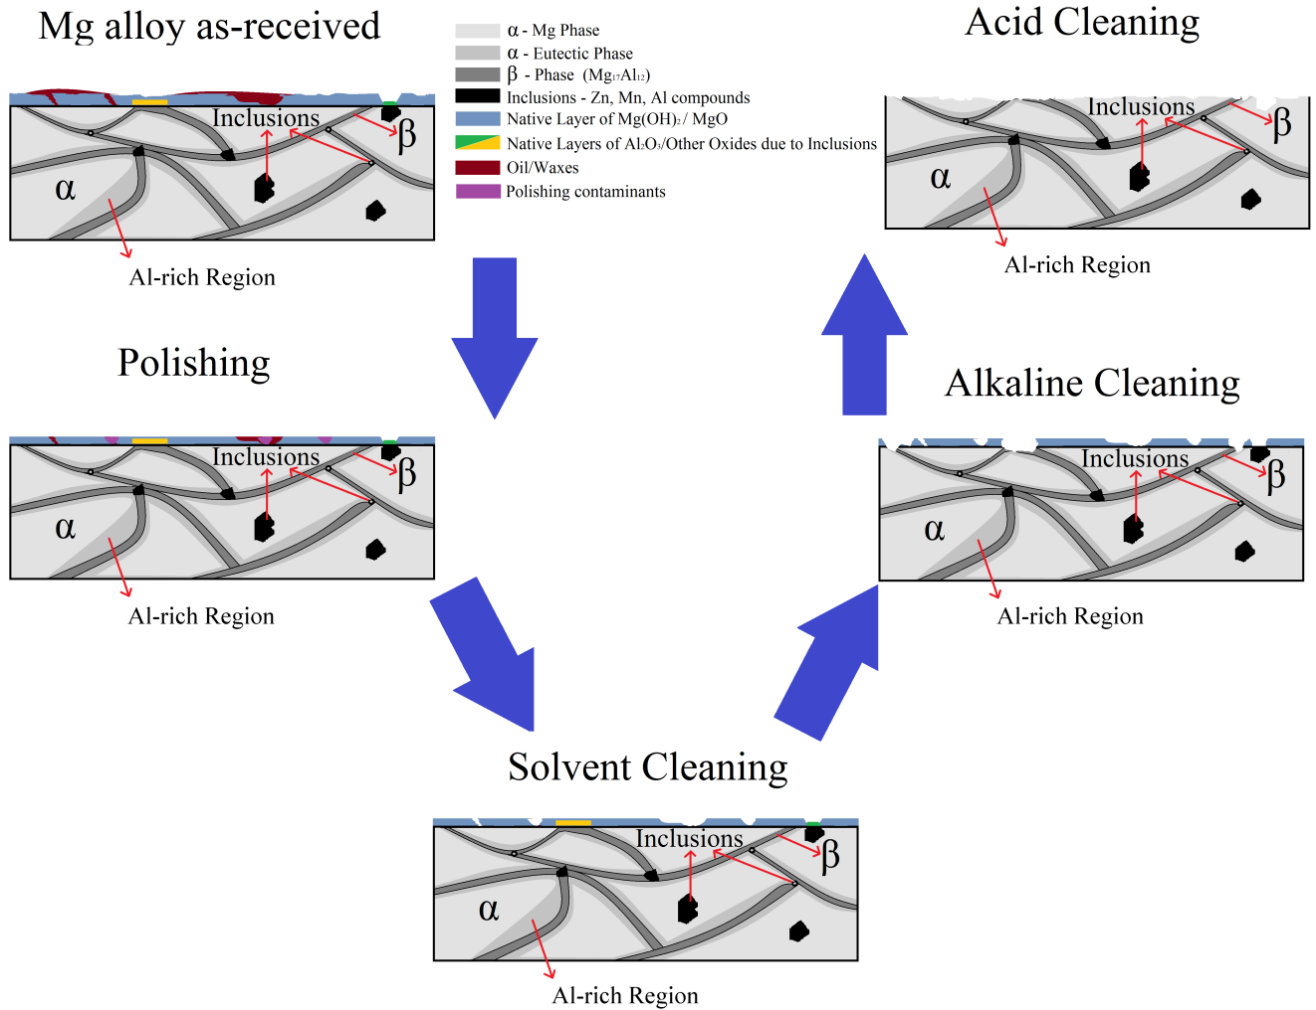 Mg alloy as-received
α - Mg Phase
α - Eutectic Phase
β - Phase (Mg₁₇Al₁₂)
Inclusions - Zn, Mn, Al compounds
Native Layer of Mg(OH)₂ / MgO
Native Layers of Al₂O₃/Other Oxides due to Inclusions
Oil/Waxes
Polishing contaminants
Acid Cleaning
Inclusions
β
α
Al-rich Region
Inclusions
β
α
Al-rich Region
Polishing
Inclusions
β
α
Al-rich Region
Alkaline Cleaning
Inclusions
β
α
Al-rich Region
Solvent Cleaning
Inclusions
β
α
Al-rich Region